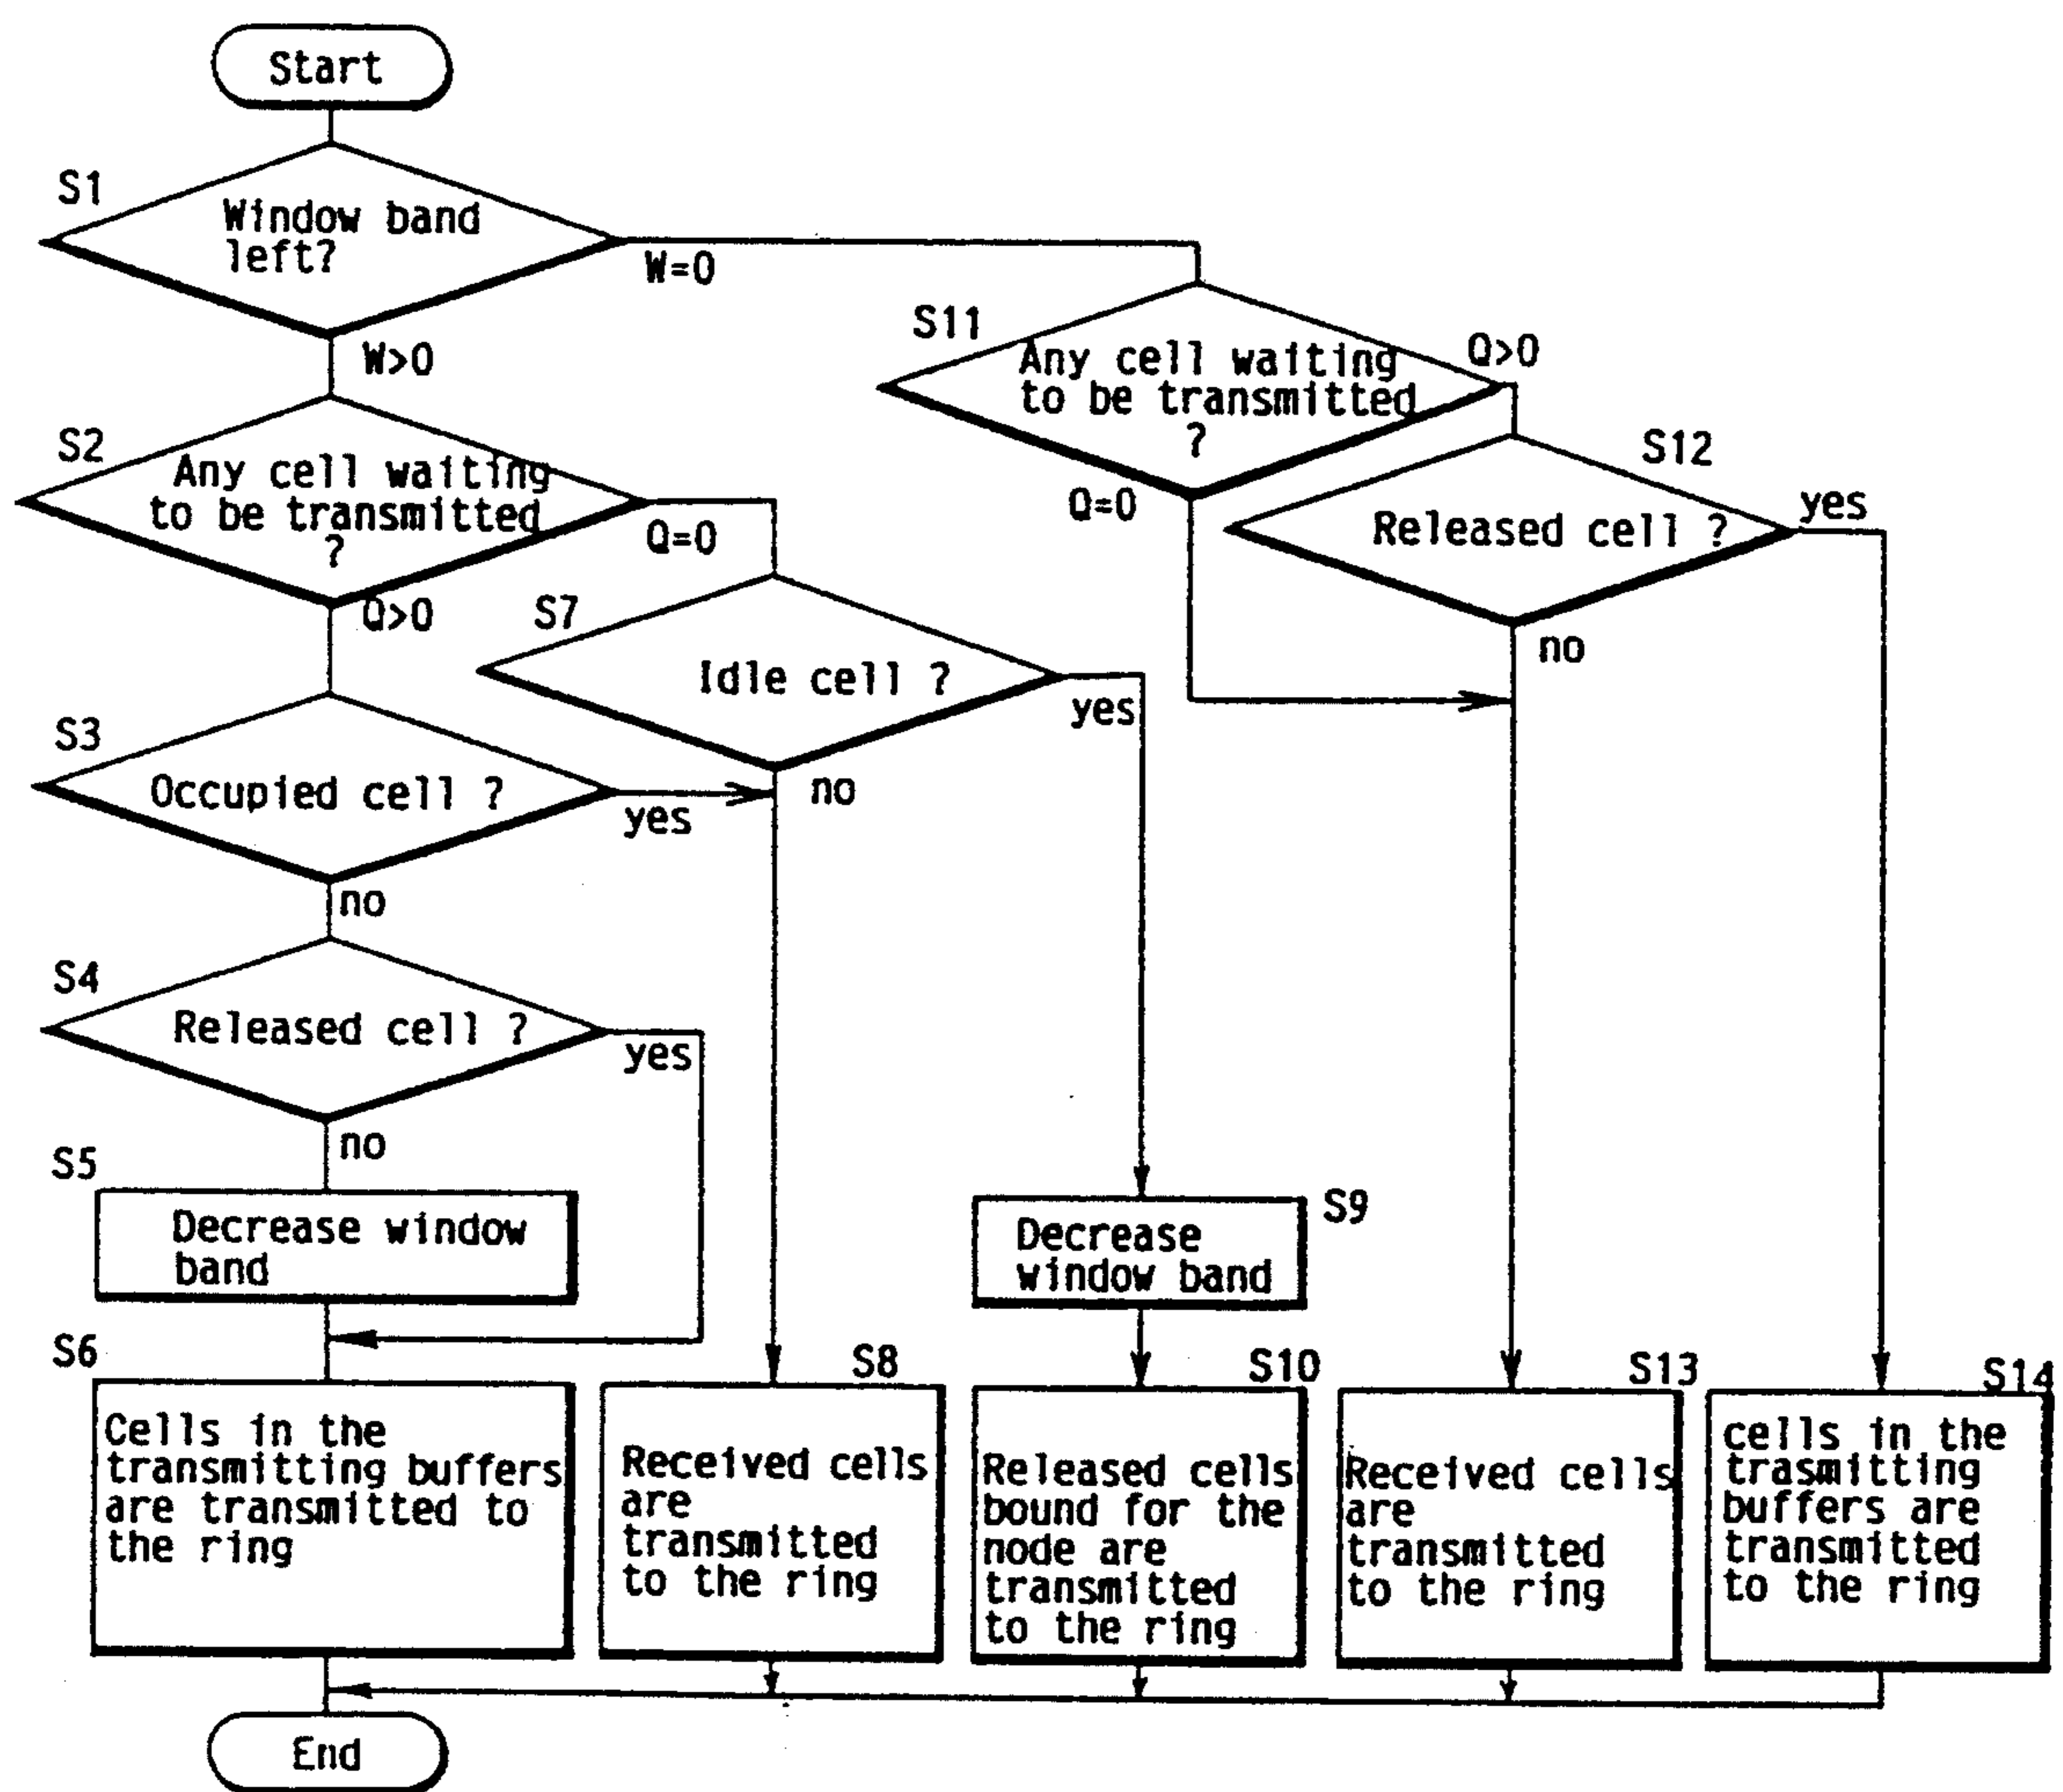 Start
S1
Window band
left?
W=0
W>0
S11
Any cell waiting
to be transmitted
?
Q>0
Q=0
S12
Released cell ?
yes
no
S2
Any cell waiting
to be transmitted
?
Q=0
Q>0
S7
Idle cell ?
yes
no
S3
Occupied cell ?
yes
no
S4
Released cell ?
yes
no
S5
Decrease window
band
S9
Decrease
window band
S6
Cells in the
transmitting buffers
are transmitted to
the ring
S8
Received cells
are
transmitted
to the ring
S10
Released cells
bound for the
node are
transmitted
to the ring
S13
Received cells
are
transmitted
to the ring
S14
cells in the
trasmitting
buffers are
transmitted
to the ring
End